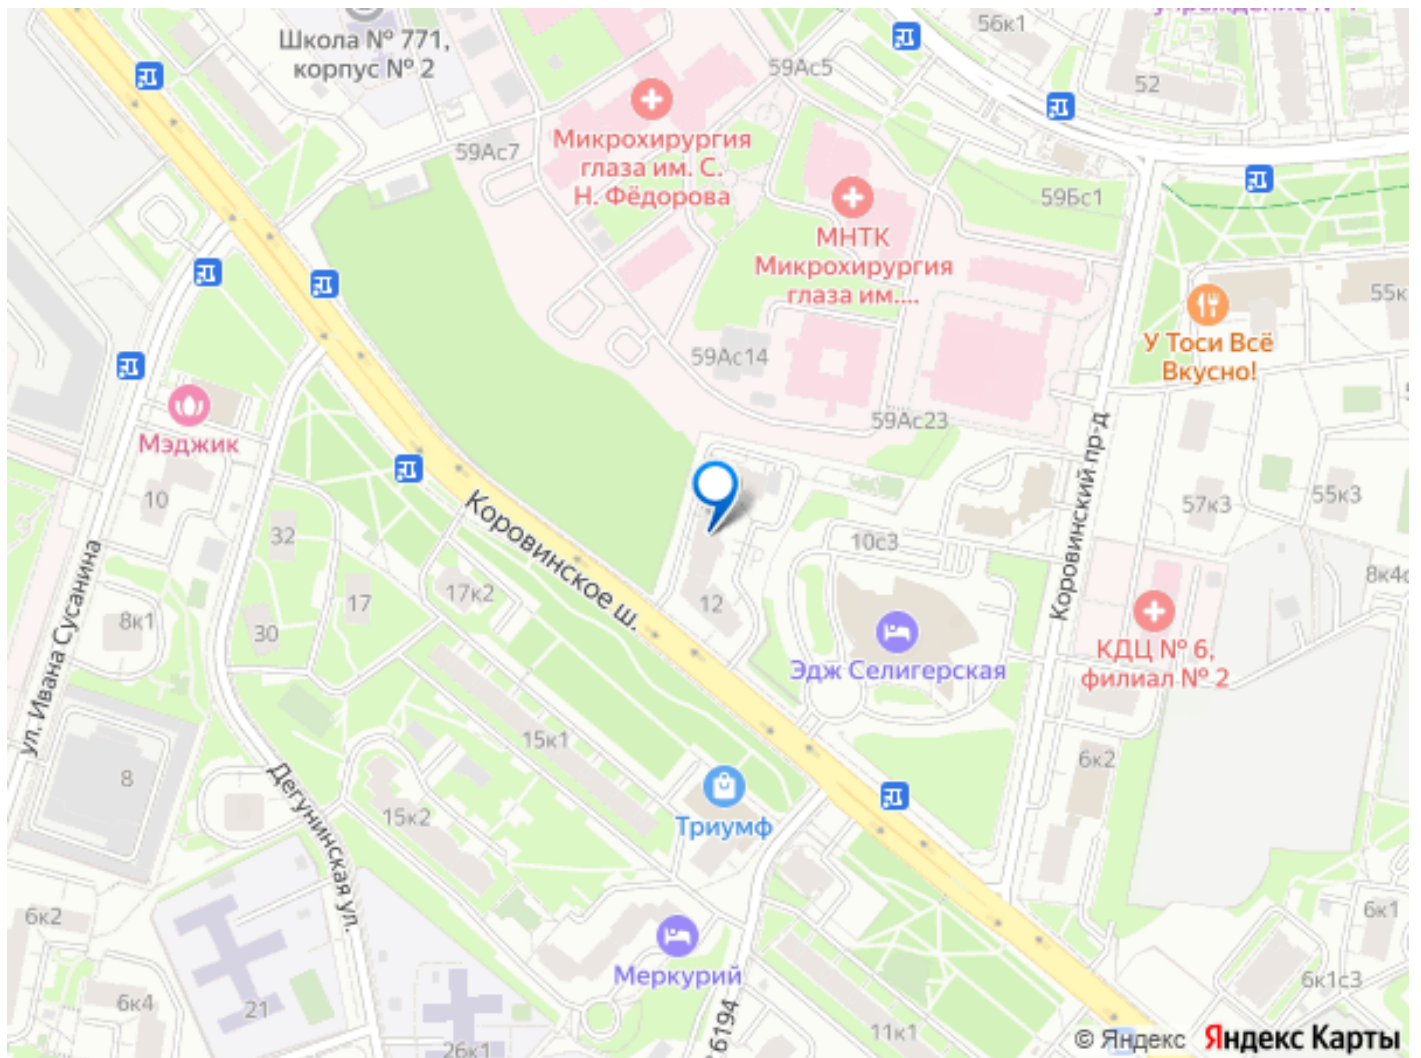 56к1
Школа № 771,
корпус № 2
59Ас5
52
Микрохирургия
глаза им. С.
Н. Фёдорова
59Ас7
59Бс1
МНТК
Микрохирургия
глаза им....
55к
У Тоси Всё
Вкусно!
59Ас14
Мэджик
59Ас23
Коровинский пр-д
10
57к3
55к3
Коровинское ш.
32
10с3
ул. Ивана Сусанина
17
17к2
12
8к1
30
8к4с
Эдж Селигерская
КДЦ № 6,
филиал № 2
15к1
6к2
8
Дегунинская ул.
15к2
Триумф
6к2
6к1
Меркурий
6к4
21
6к1с3
№ 6194
11к1
26к1
© Яндекс Яндекс Карты